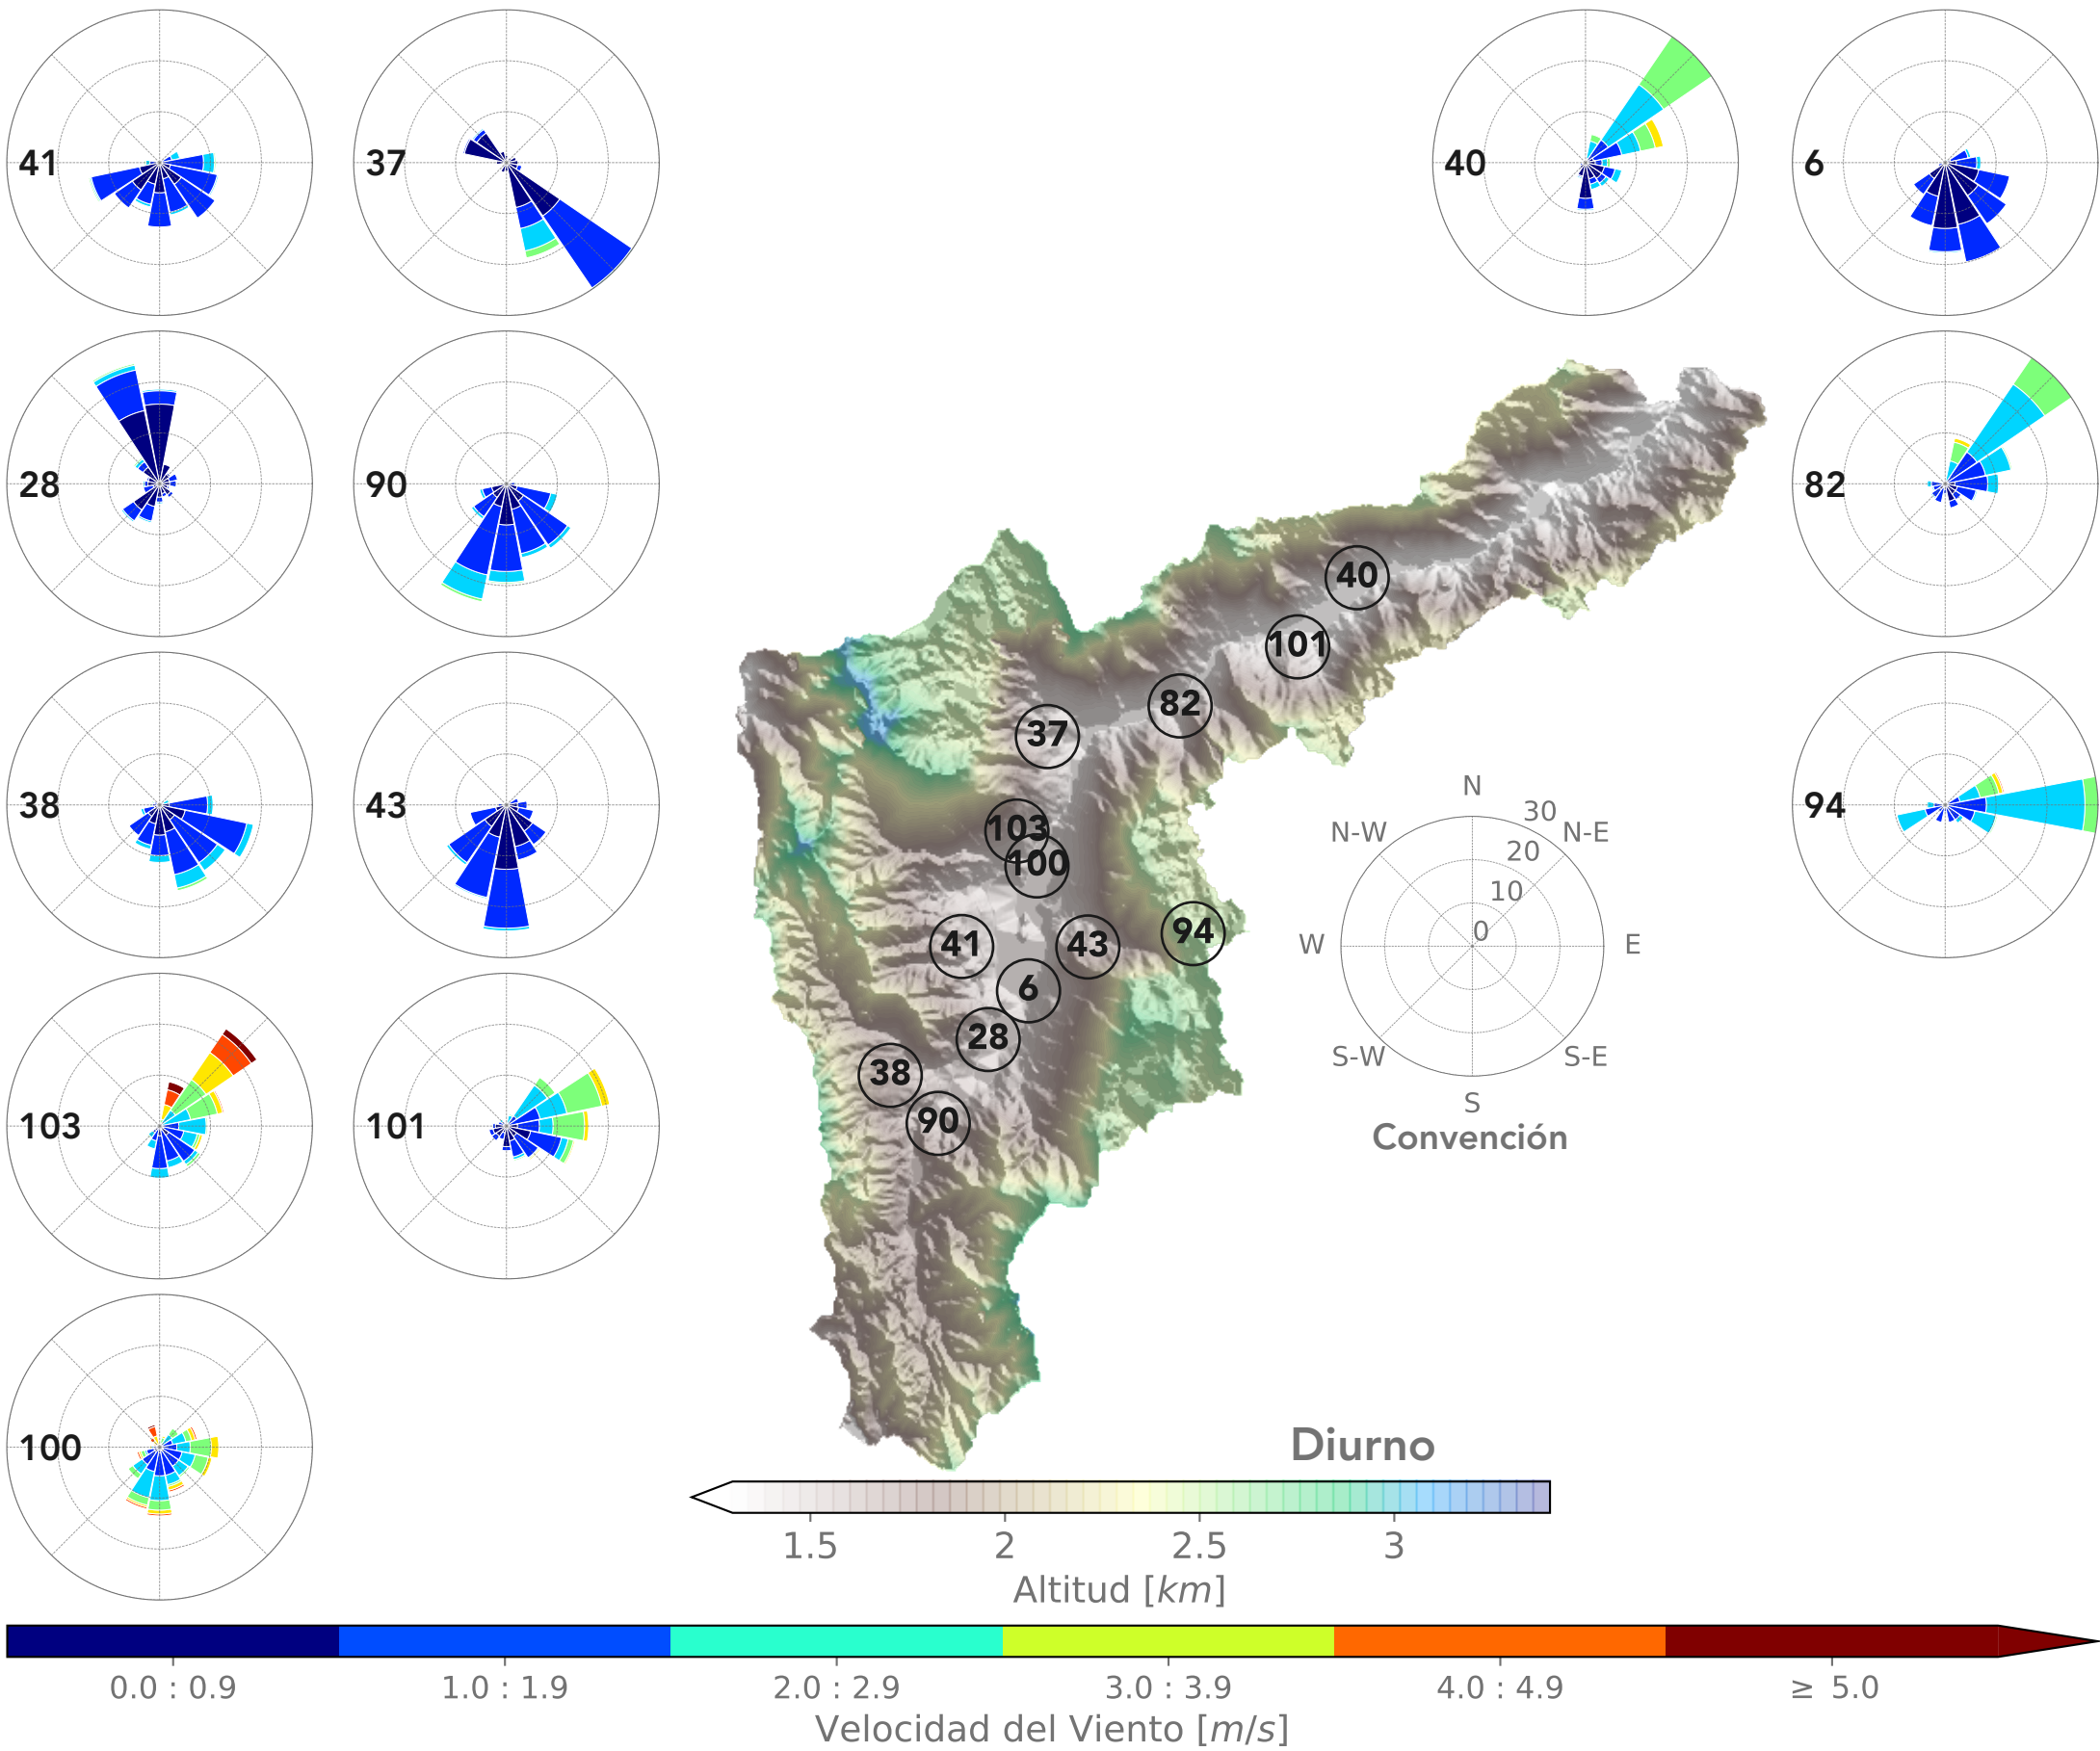 41
37
40
6
28
90
82
38
43
94
103
101
100
40
101
82
37
103
100
41
43
94
6
28
38
90
N
N-W
30
N-E
20
10
0
W
E
S-W
S-E
S
Convención
Diurno
1.5 2 2.5 3
Altitud [km]
0.0 : 0.9 1.0 : 1.9 2.0 : 2.9 3.0 : 3.9 4.0 : 4.9 ≥ 5.0
Velocidad del Viento [m/s]